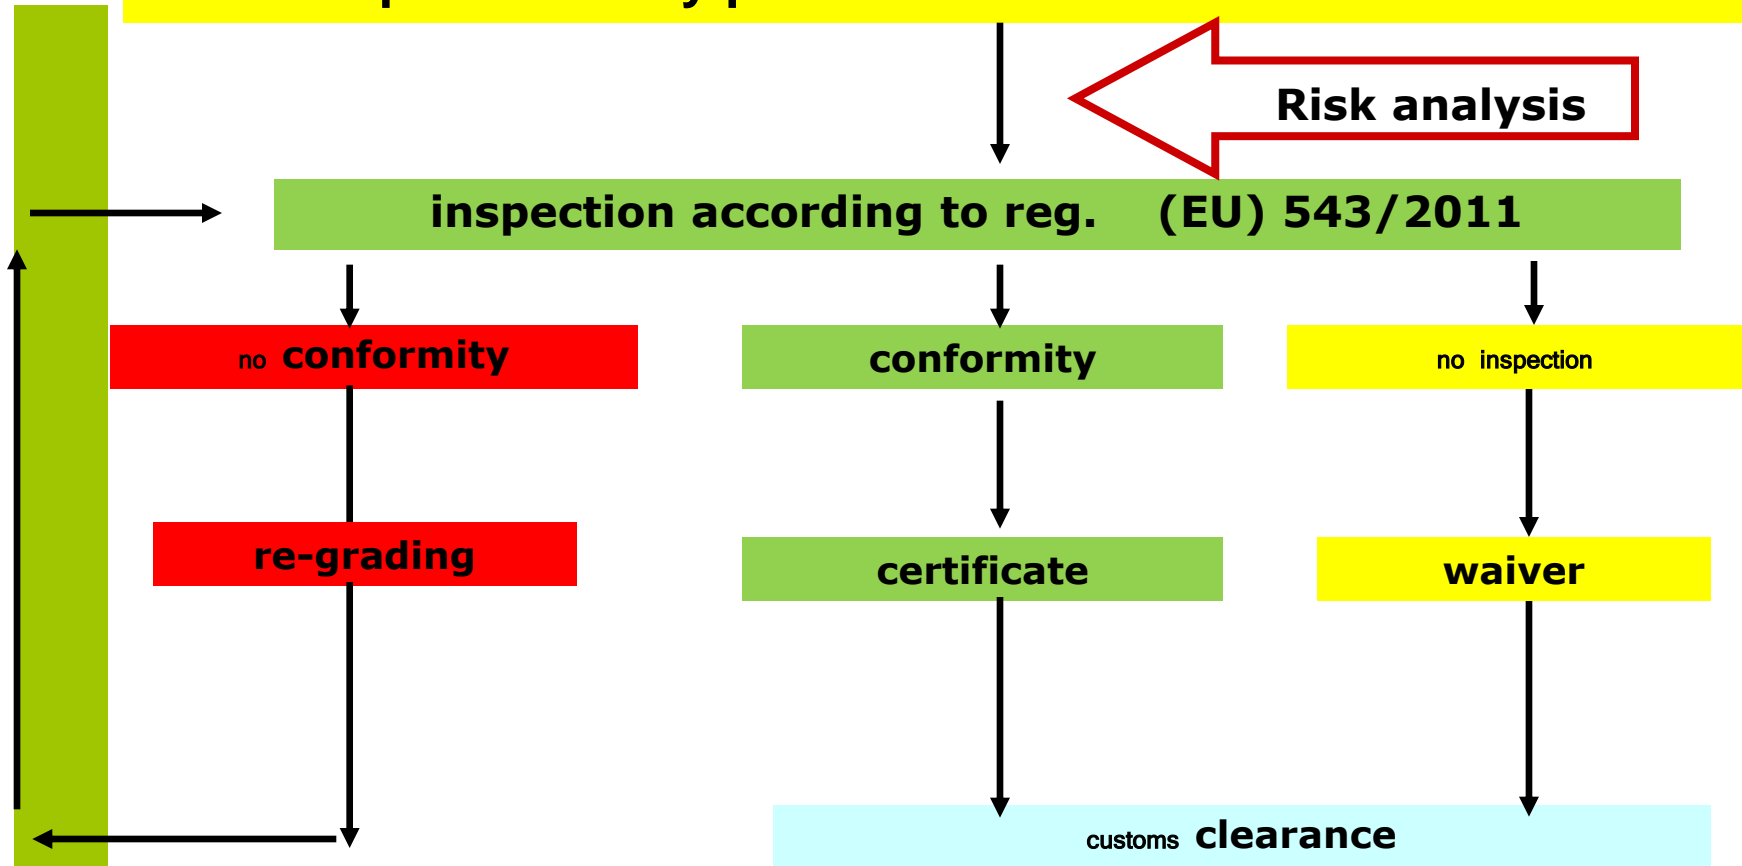 Risk analysis
inspection according to reg. (EU) 543/2011
no conformity
conformity
no inspection
re-grading
certificate
waiver
customs clearance